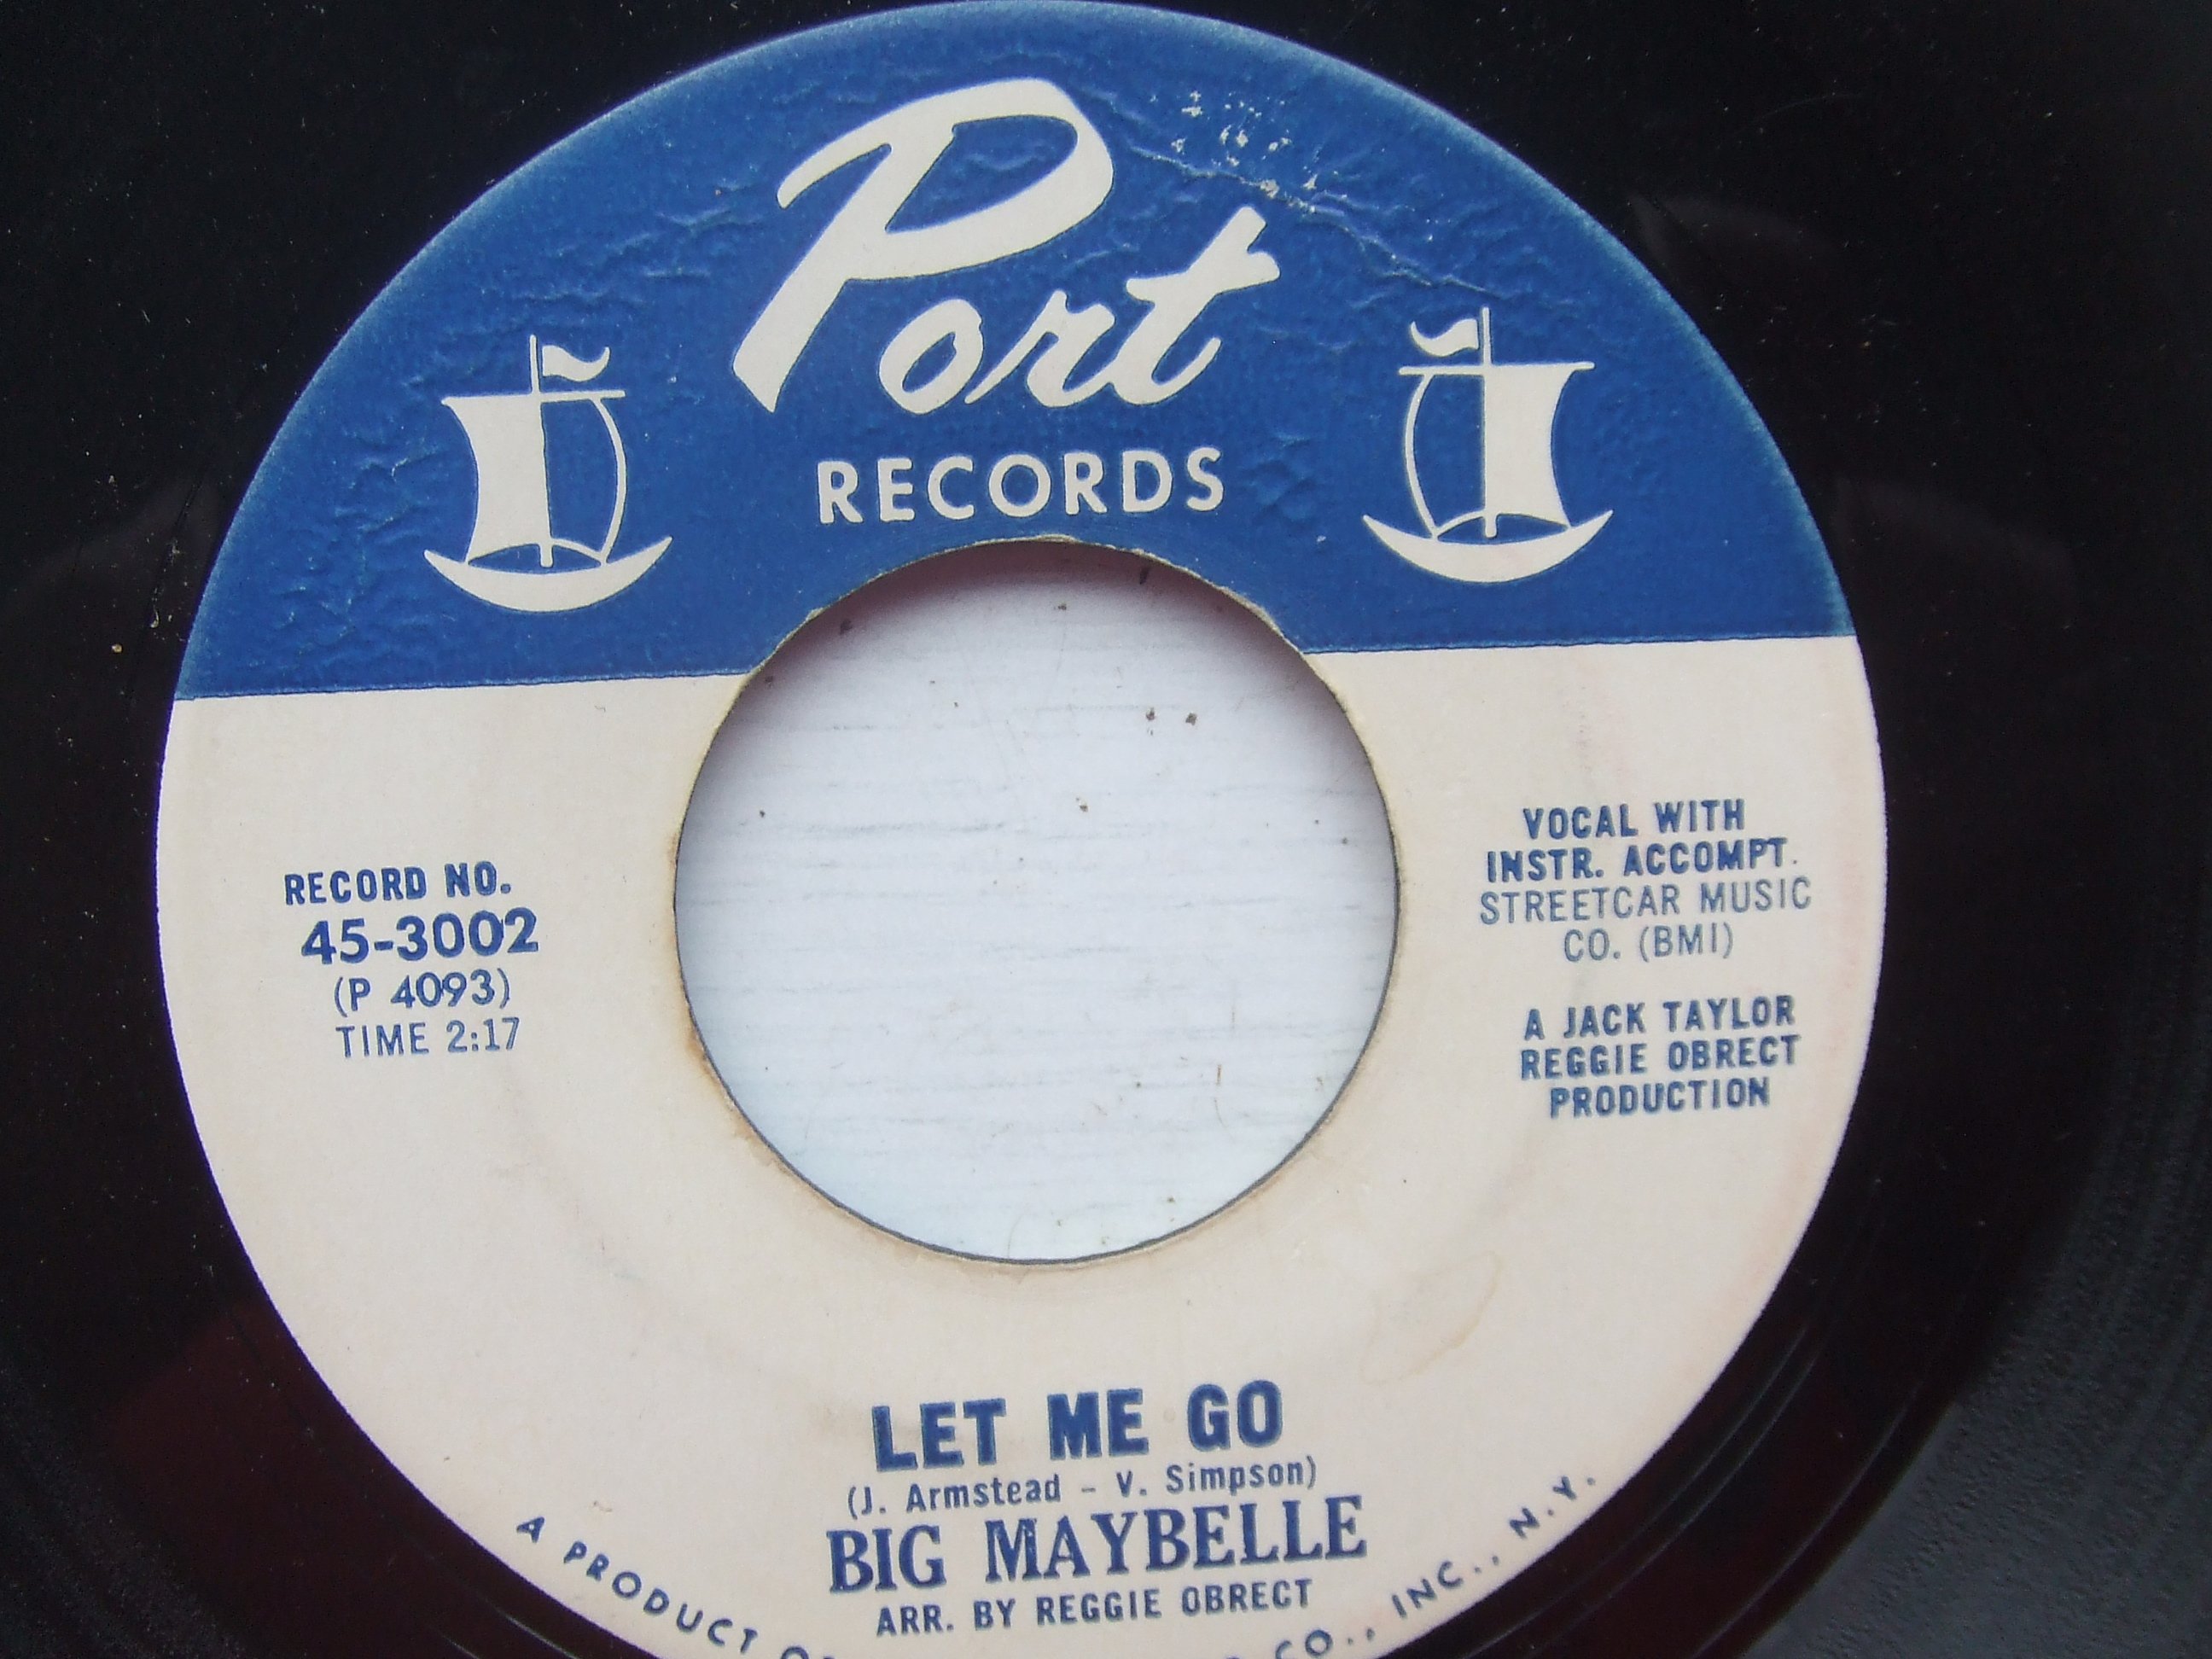 Port
RECORDS
RECORD NO.
45-3002
(P 4093)
TIME 2:17
VOCAL WITH
INSTR. ACCOMPT.
STREETCAR MUSIC
CO. (BMI)
A JACK TAYLOR
REGGIE OBRECT
PRODUCTION
LET ME GO
(J. Armstead - V. Simpson)
BIG MAYBELLE
ARR. BY REGGIE OBRECT
A PRODUCT CO., INC., N.Y.